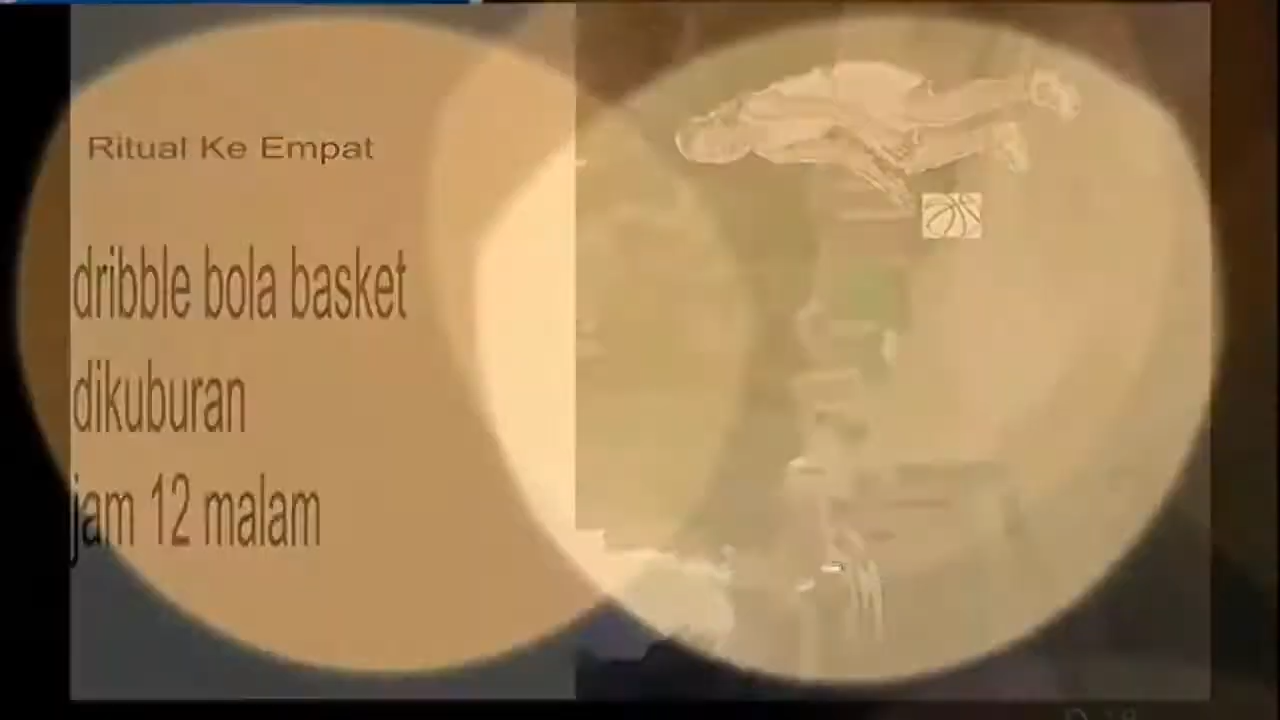 Ritual Ke Empat
dribble bola basket
dikuburan
jam 12 malam